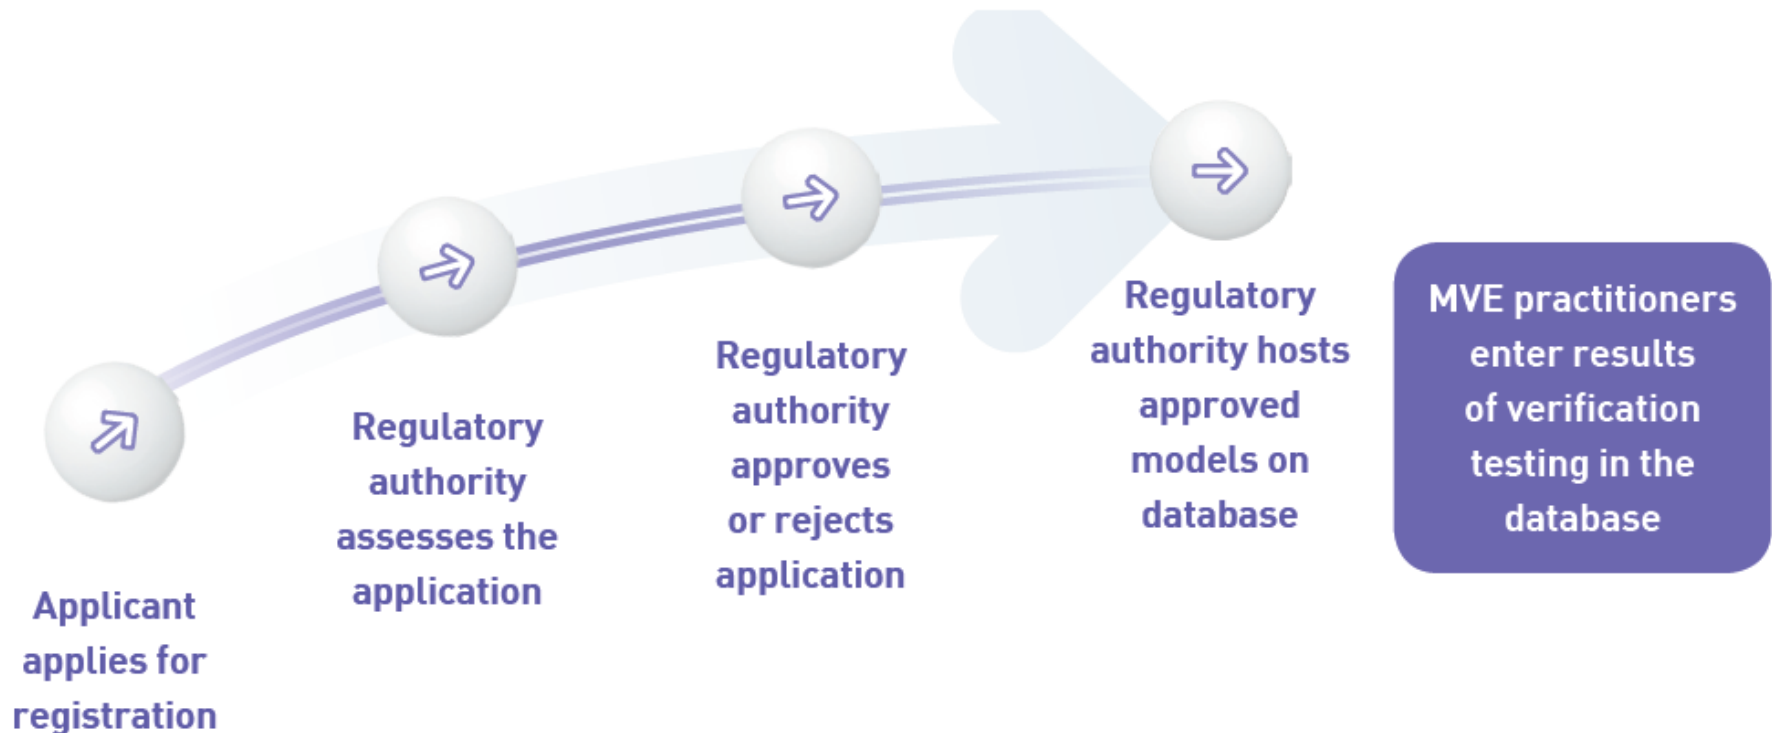 Applicant
applies for
registration
Regulatory
authority
assesses the
application
Regulatory
authority
approves
or rejects
application
Regulatory
authority hosts
approved
models on
database
MVE practitioners
enter results
of verification
testing in the
database